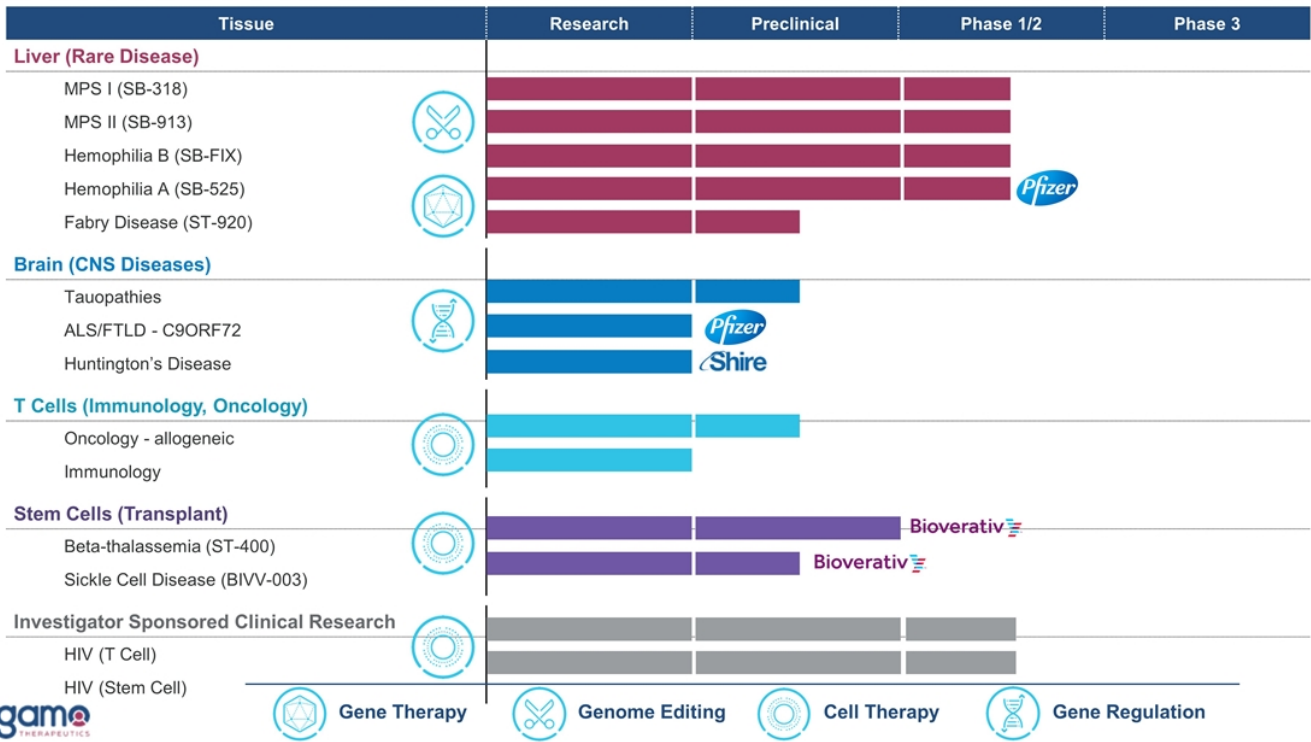 Tissue Research Preclinical Phase 1/2 Phase 3
Liver (Rare Disease)
MPS I (SB-318)
MPS II (SB-913)
Hemophilia B (SB-FIX)
Hemophilia A (SB-525) Pfizer
Fabry Disease (ST-920)
Brain (CNS Diseases)
Tauopathies
ALS/FTLD - C9ORF72 Pfizer
Huntington’s Disease Shire
T Cells (Immunology, Oncology)
Oncology - allogeneic
Immunology
Stem Cells (Transplant)
Beta-thalassemia (ST-400) Bioverativ
Sickle Cell Disease (BIVV-003) Bioverativ
Investigator Sponsored Clinical Research
HIV (T Cell)
HIV (Stem Cell)
gamo
THERAPEUTICS
Gene Therapy Genome Editing Cell Therapy Gene Regulation